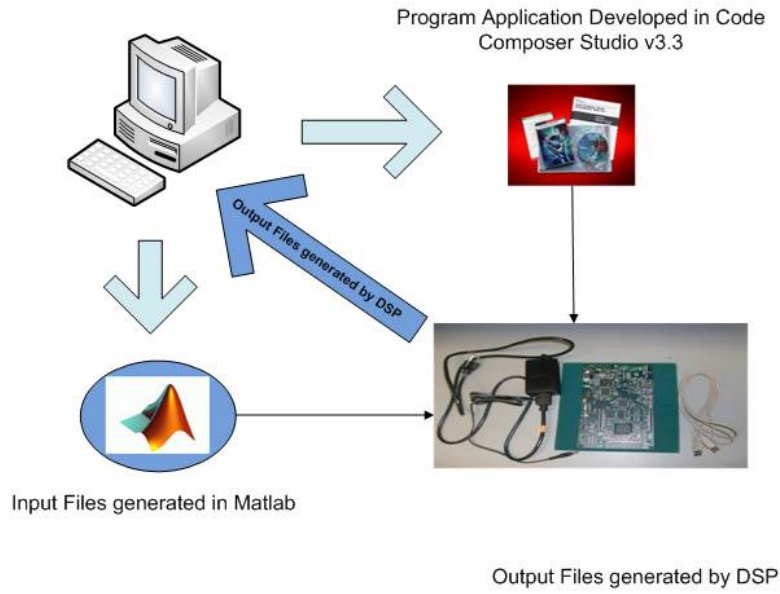 Program Application Developed in Code
Composer Studio v3.3
Output Files generated by DSP
Input Files generated in Matlab
Output Files generated by DSP